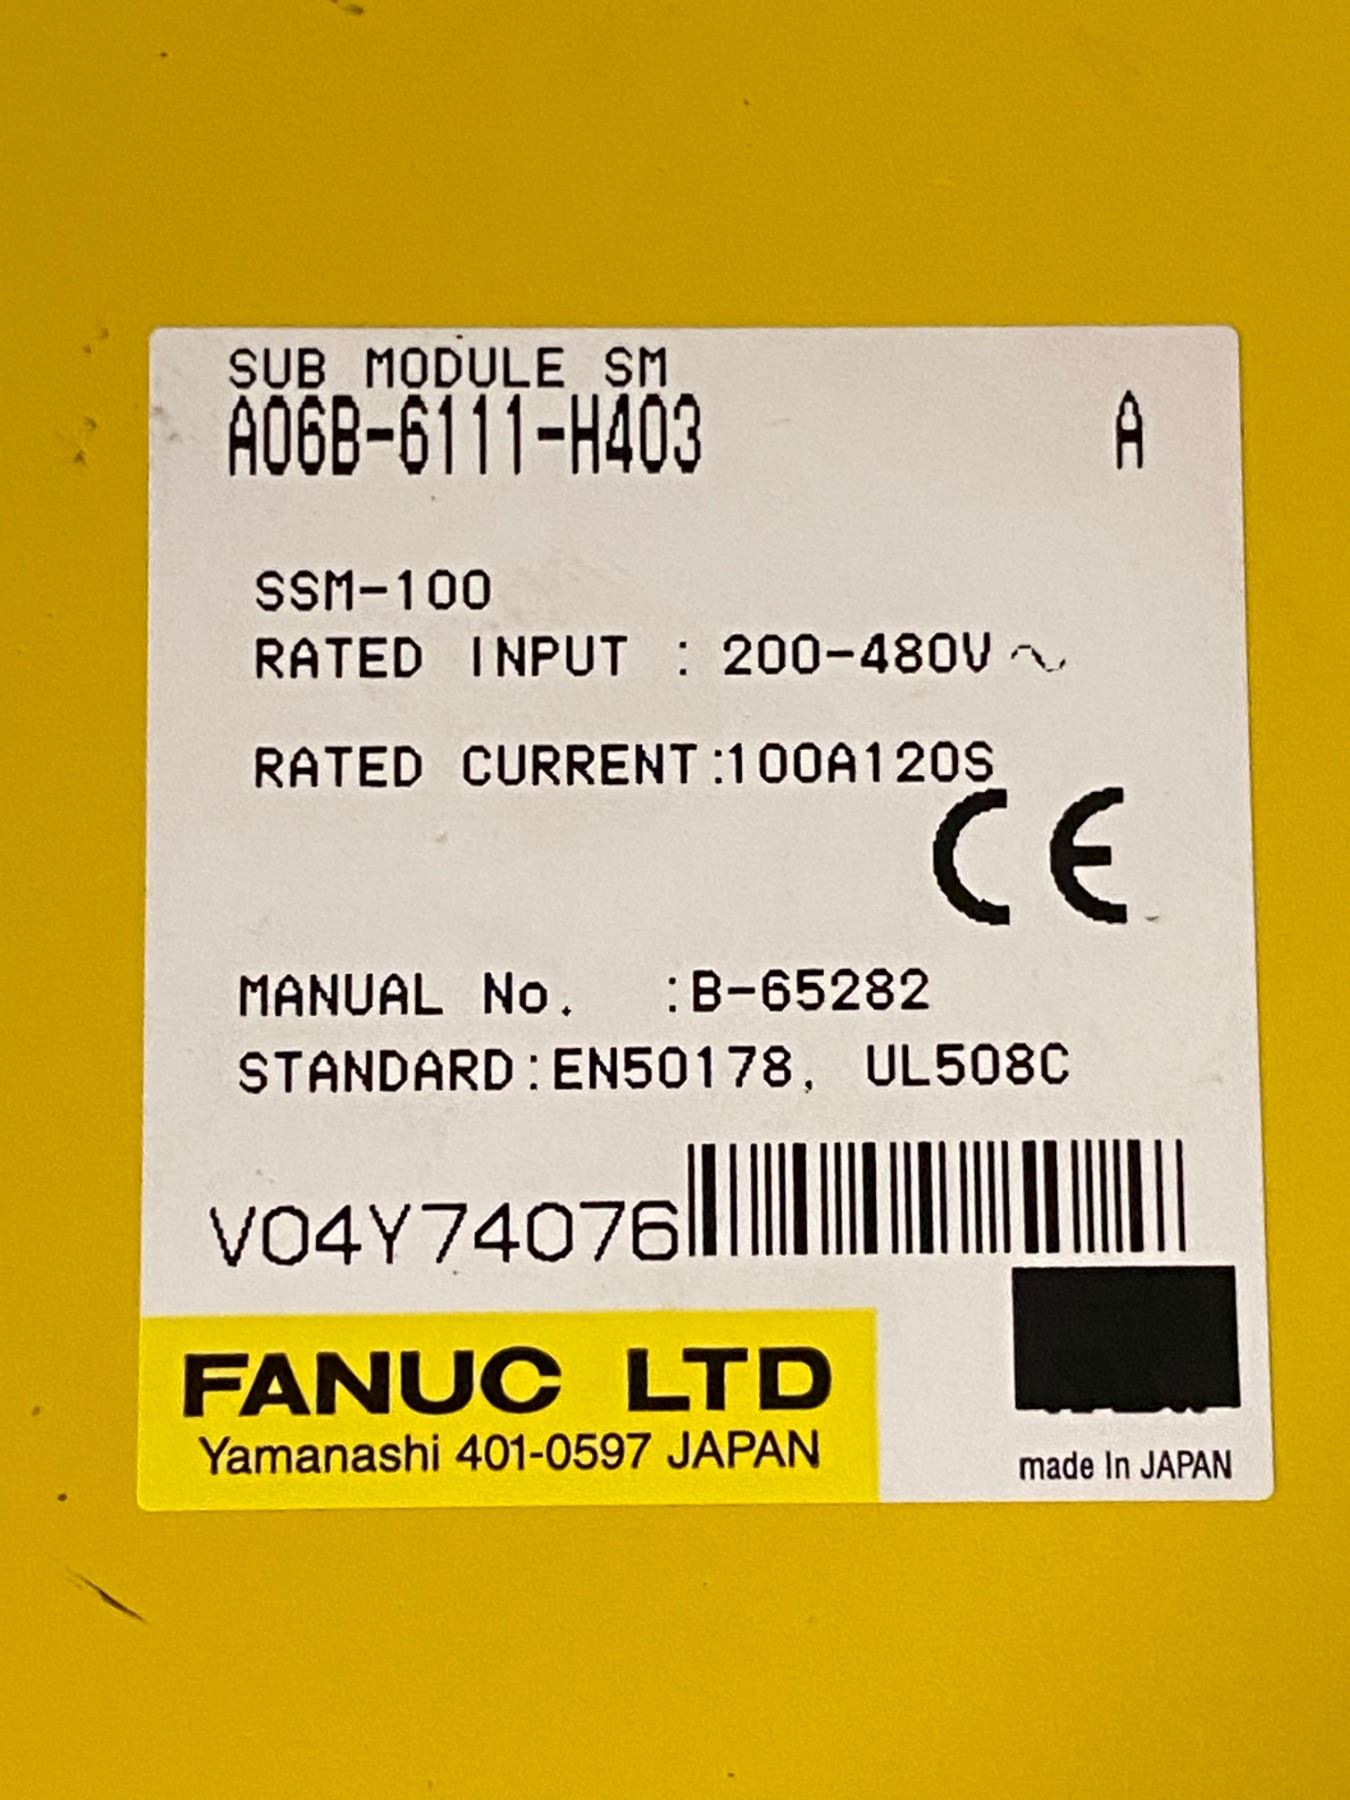 SUB MODULE SM
A06B-6111-H403 A
SSM-100
RATED INPUT : 200-480V ~
RATED CURRENT:100A120S
CE
MANUAL No. :B-65282
STANDARD:EN50178, UL508C
V04Y74076
FANUC LTD
Yamanashi 401-0597 JAPAN
made In JAPAN